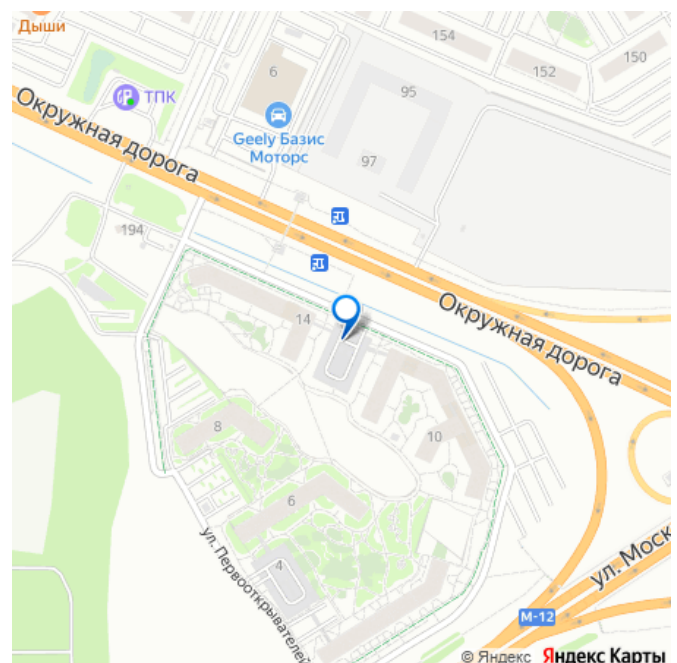 Дыши
154
150
152
6
95
ТПК
Окружная дорога
Geely Базис
Моторс
97
194
14
Окружная дорога
10
8
6
4
ул. Первооткрывателей
ул. Моск
М-12
© Яндекс Яндекс Карты